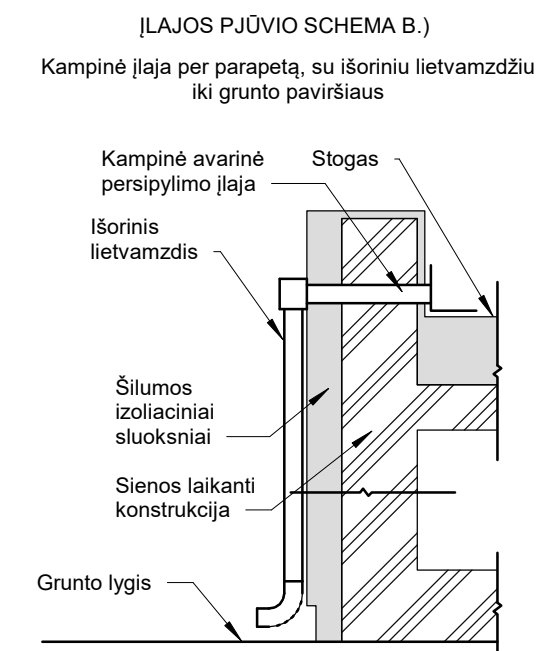 ĮLAJOS PJŪVIO SCHEMA B.)
Kampinė įlaja per parapetą, su išoriniu lietvamzdžiu
iki grunto paviršiaus
Kampinė avarinė
persipylimo įlaja
Stogas
Išorinis
lietvamzdis
Šilumos
izoliaciniai
sluoksniai
Sienos laikanti
konstrukcija
Grunto lygis